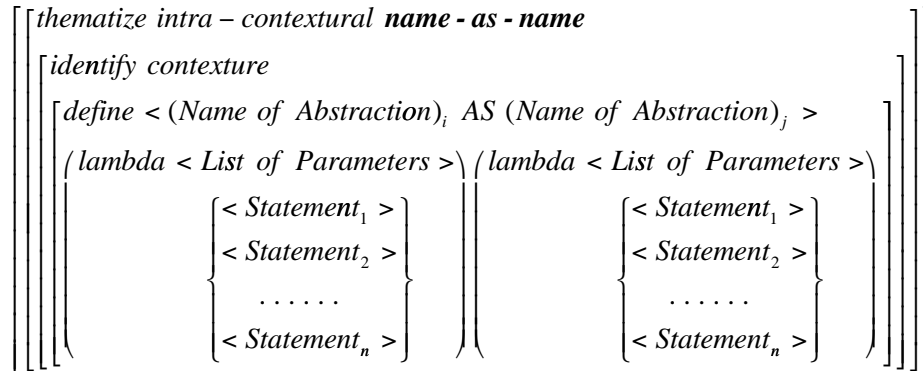 thematize intra – contextural name - as - name
identify contexture
define < (Name of Abstraction)i AS (Name of Abstraction)j >
( lambda < List of Parameters > ) ( lambda < List of Parameters > )
{ < Statement1 > } { < Statement1 > }
< Statement2 > < Statement2 >
. . . . . . . . . . . .
< Statementn > < Statementn >